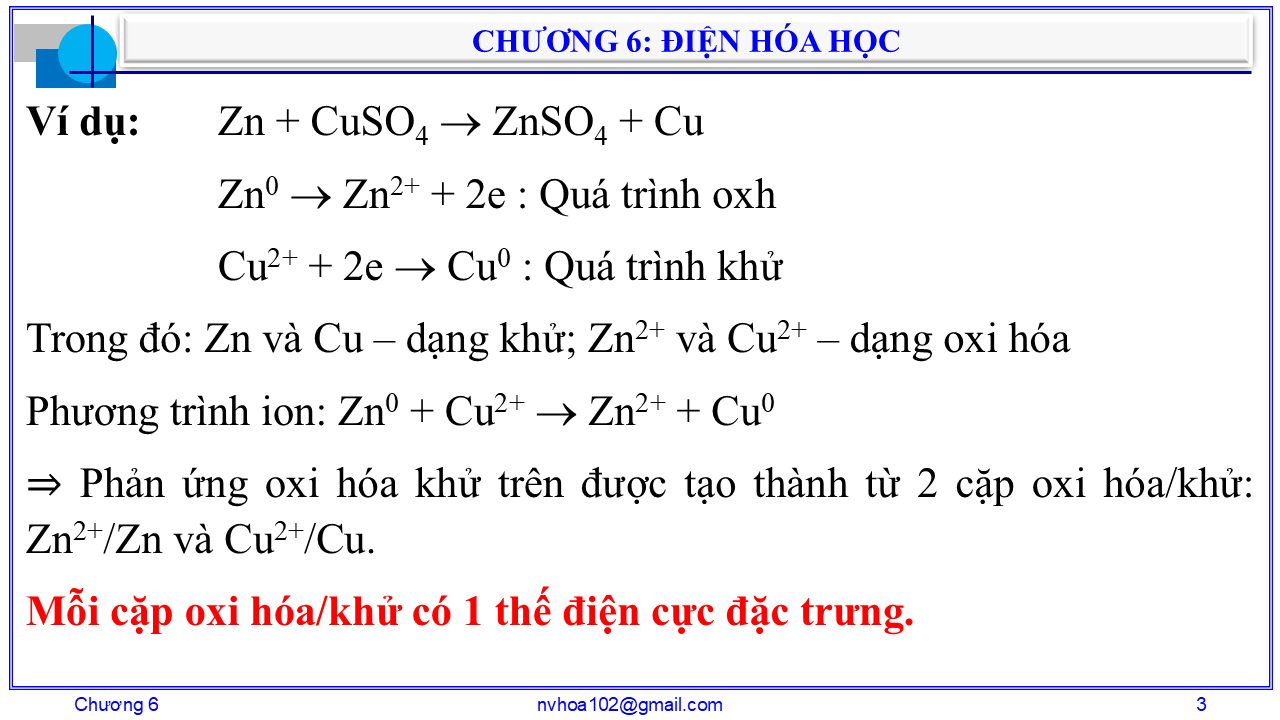 CHƯƠNG 6: ĐIỆN HÓA HỌC
Ví dụ: Zn + CuSO₄ → ZnSO₄ + Cu
Zn⁰ → Zn²⁺ + 2e : Quá trình oxh
Cu²⁺ + 2e → Cu⁰ : Quá trình khử
Trong đó: Zn và Cu – dạng khử; Zn²⁺ và Cu²⁺ – dạng oxi hóa
Phương trình ion: Zn⁰ + Cu²⁺ → Zn²⁺ + Cu⁰
⇒ Phản ứng oxi hóa khử trên được tạo thành từ 2 cặp oxi hóa/khử:
Zn²⁺/Zn và Cu²⁺/Cu.
Mỗi cặp oxi hóa/khử có 1 thế điện cực đặc trưng.
Chương 6 nvhoa102@gmail.com 3